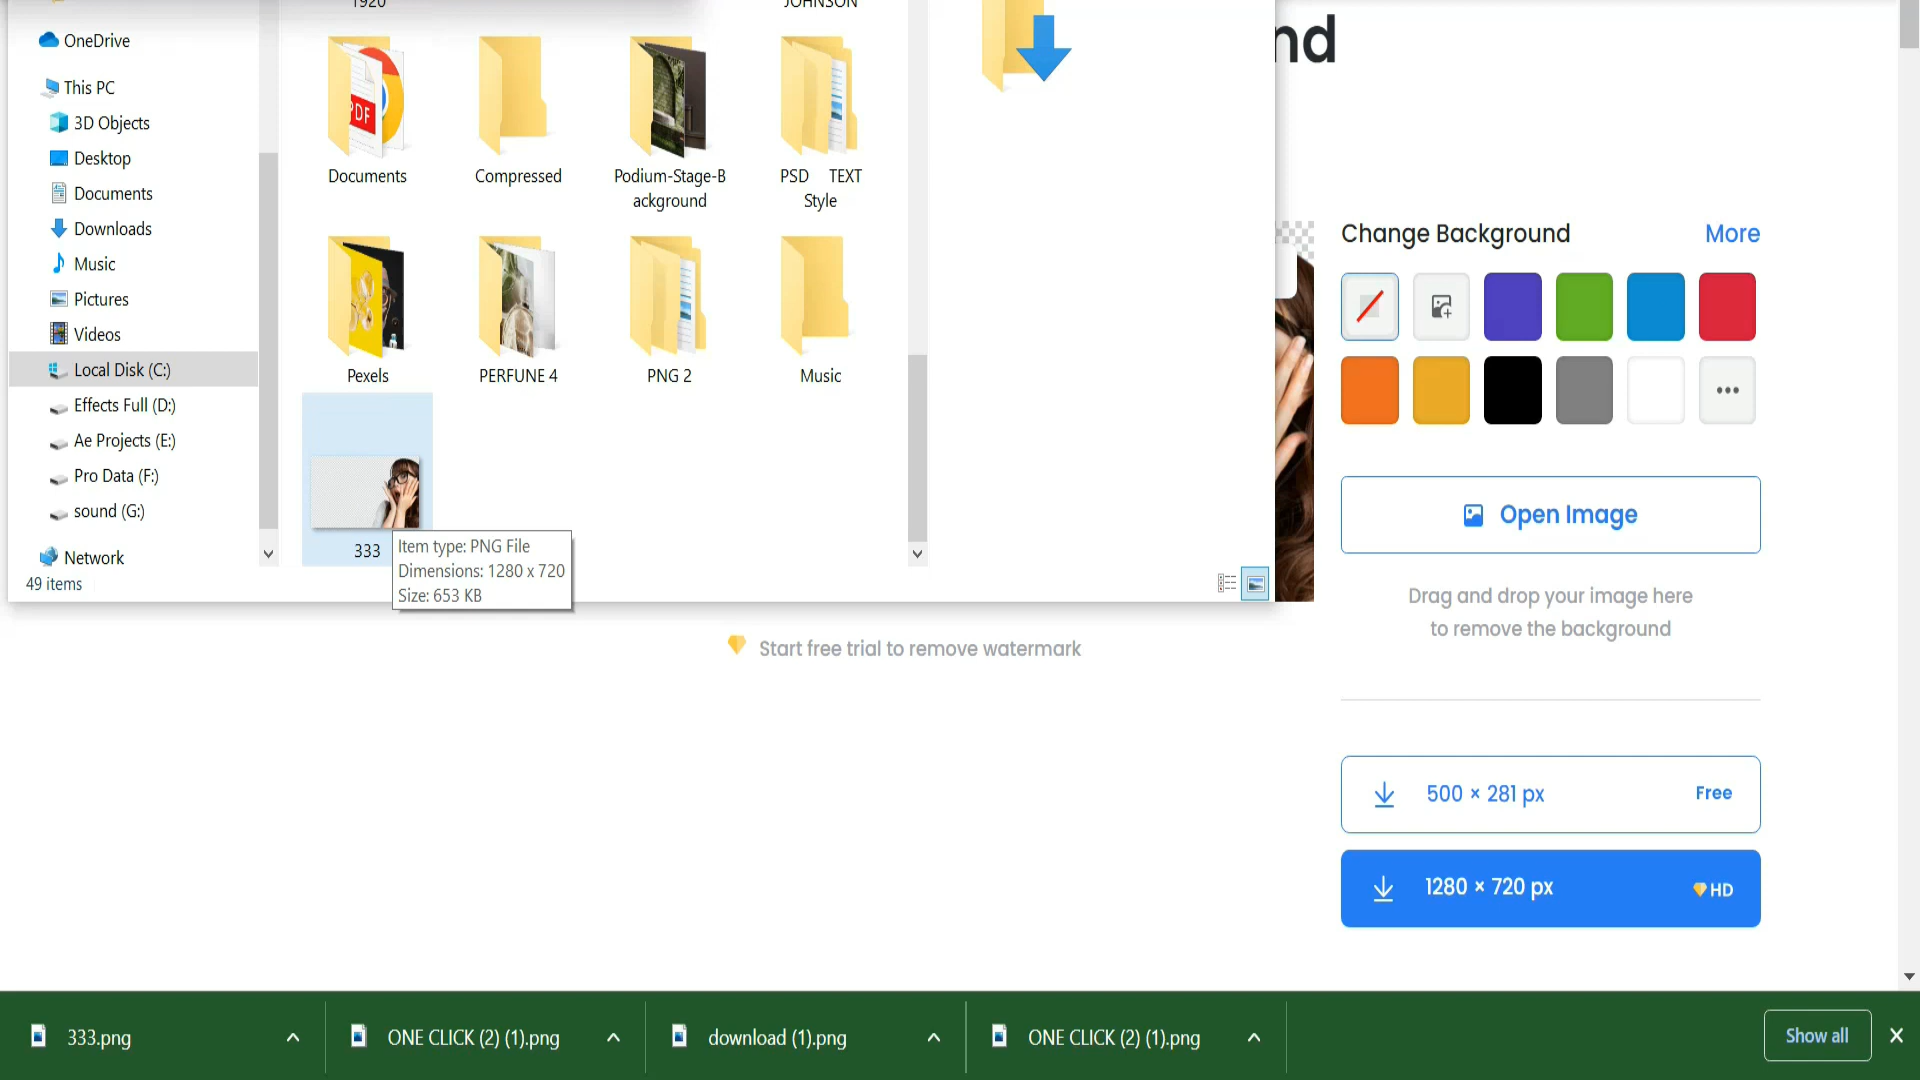 1920
JOHNSON
OneDrive
This PC
3D Objects
Desktop
Documents
Downloads
Music
Pictures
Videos
Local Disk (C:)
Effects Full (D:)
Ae Projects (E:)
Pro Data (F:)
sound (G:)
Network
49 items
Documents
Compressed
Podium-Stage-B
ackground
PSD TEXT
Style
Pexels
PERFUNE 4
PNG 2
Music
PDF
333
Item type: PNG File
Dimensions: 1280 x 720
Size: 653 KB
nd
Change Background
More
Open Image
Drag and drop your image here
to remove the background
Start free trial to remove watermark
500 × 281 px
Free
1280 × 720 px
HD
333.png
ONE CLICK (2) (1).png
download (1).png
ONE CLICK (2) (1).png
Show all